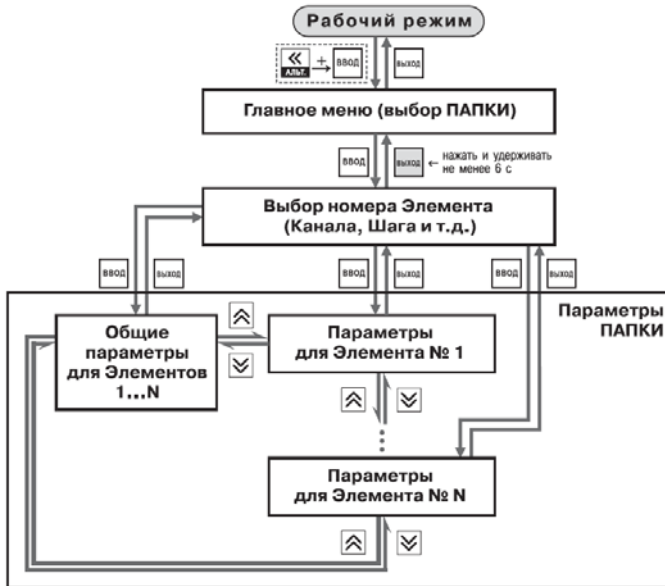 Рабочий режим
АЛЬТ. + ВВОД ВЫХОД
Главное меню (выбор ПАПКИ)
ВВОД ВЫХОД ← нажать и удерживать
не менее 6 с
Выбор номера Элемента
(Канала, Шага и т.д.)
ВВОД ВЫХОД ВВОД ВЫХОД ВВОД ВЫХОД
Параметры
ПАПКИ
Общие
параметры
для Элементов
1...N
Параметры
для Элемента № 1
Параметры
для Элемента № N